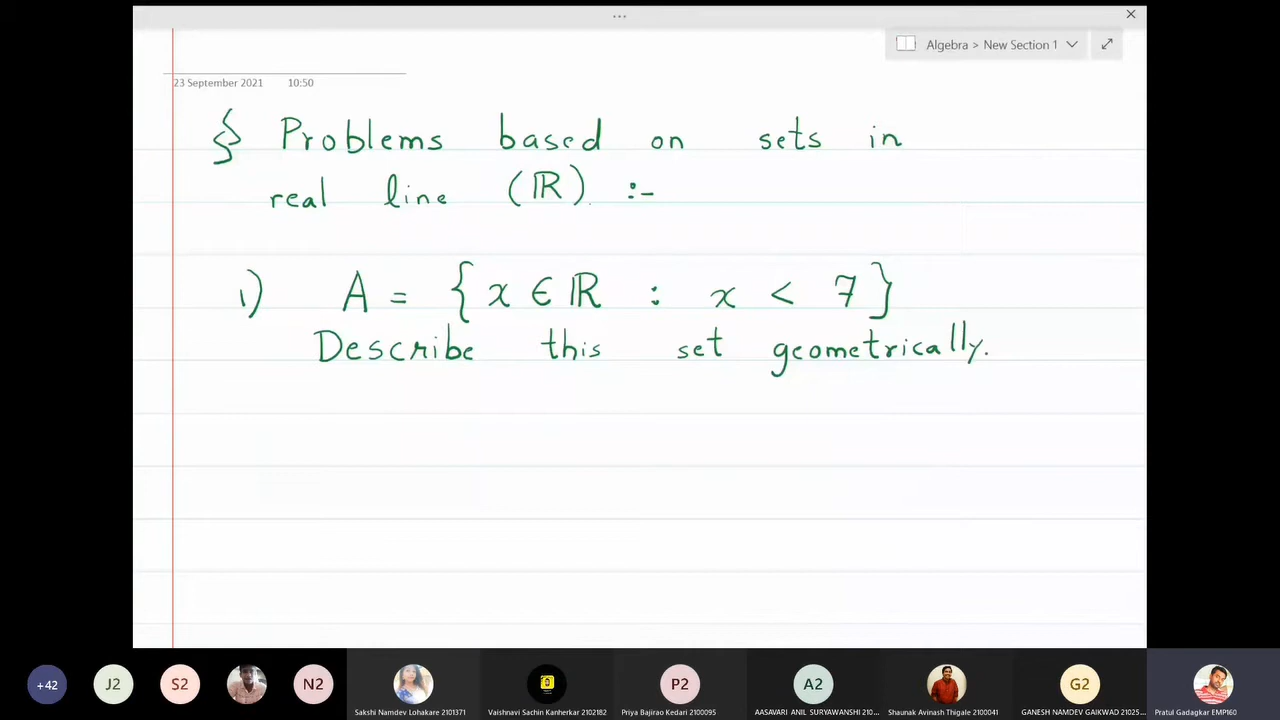 Algebra > New Section 1
23 September 2021 10:50
§ Problems based on sets in
real line (ℝ) :-
1) A = { x ∈ ℝ : x < 7 }
Describe this set geometrically.
+42 J2 S2 N2 P2 A2 G2
Sakshi Namdev Lohakare 2101371 Vaishnavi Sachin Kanherkar 2102182 Priya Bajirao Kedari 2100095 AASAVARI ANIL SURYAWANSHI 210... Shaunak Avinash Thigale 2100041 GANESH NAMDEV GAIKWAD 21025... Pratul Gadagkar EMP160